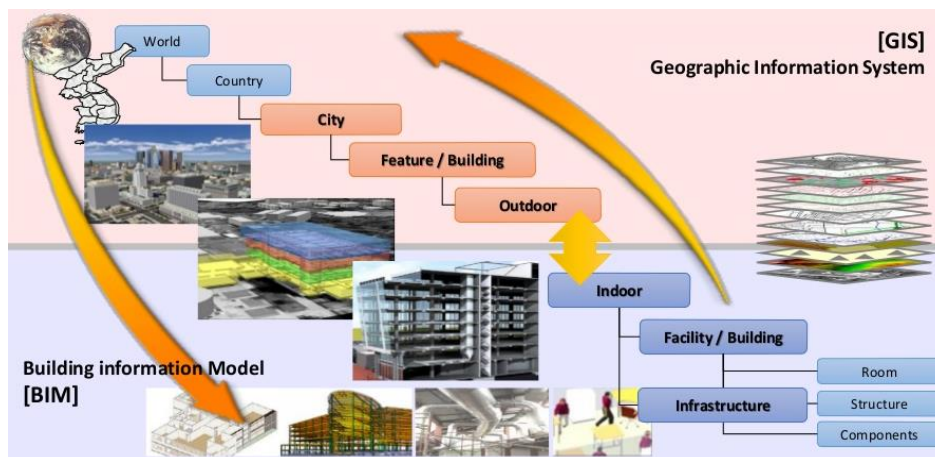 World
[GIS]
Geographic Information System
Country
City
Feature / Building
Outdoor
Indoor
Facility / Building
Building information Model
[BIM]
Room
Infrastructure
Structure
Components